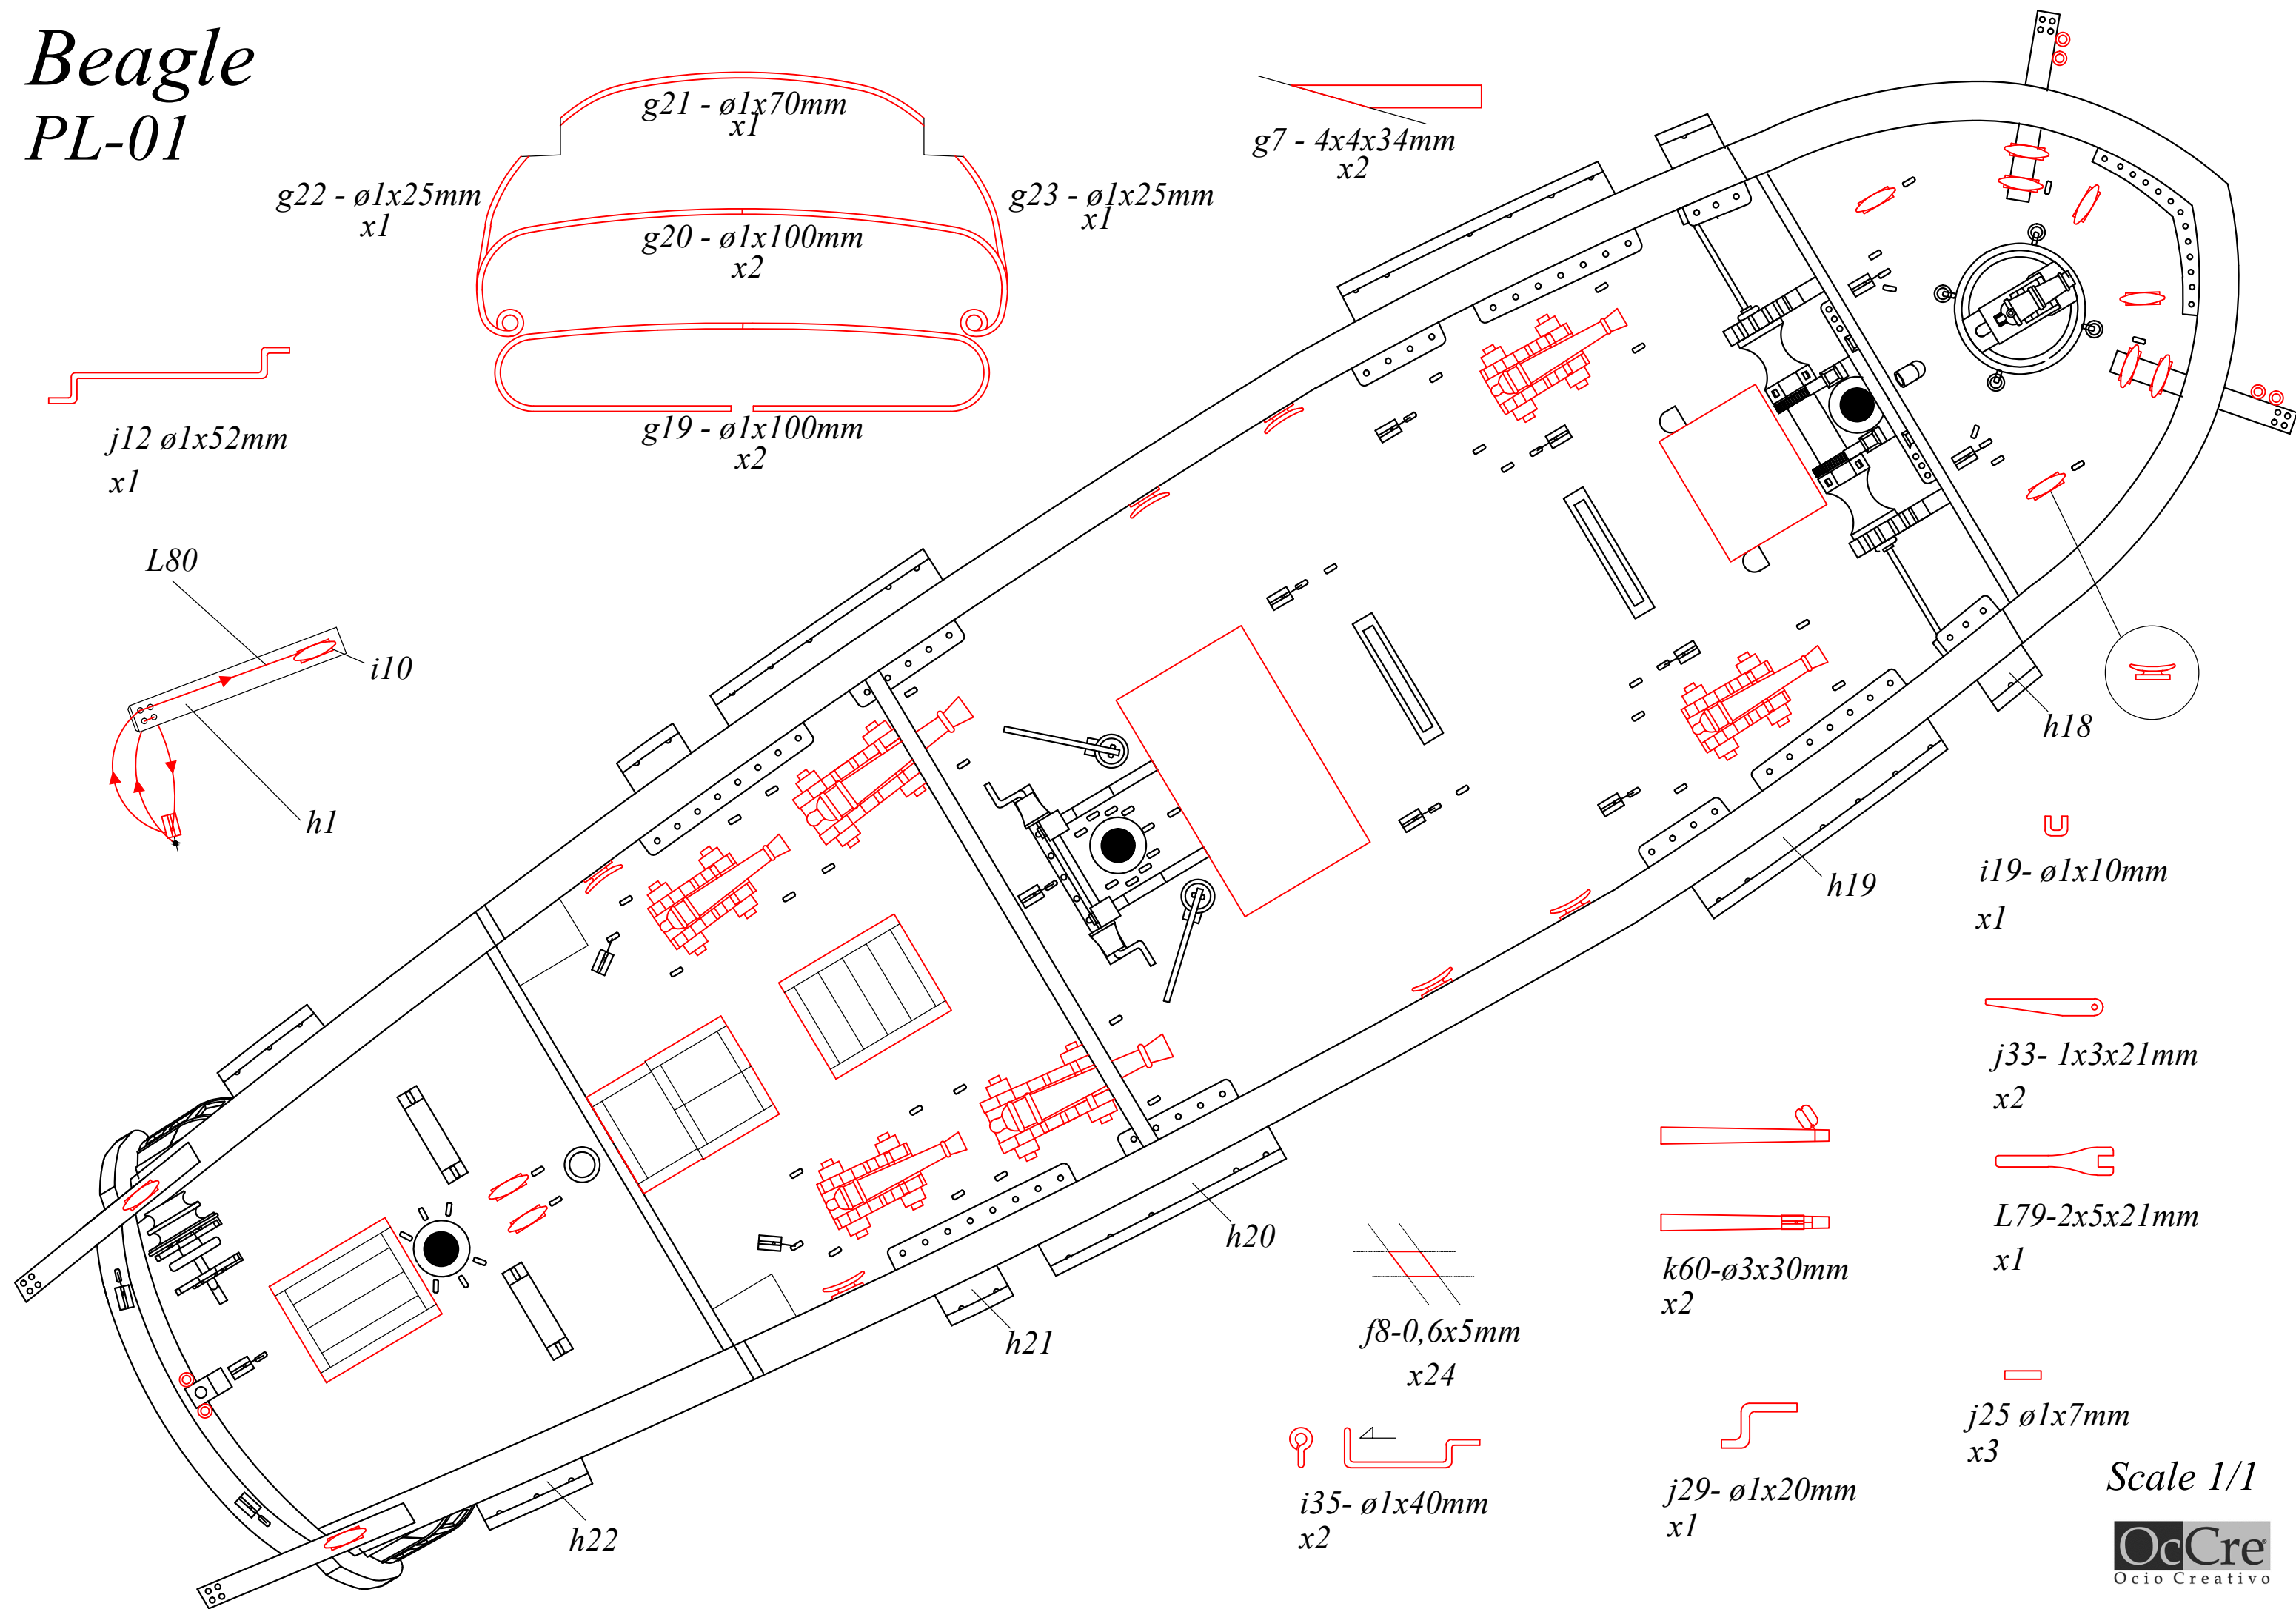 Beagle
PL-01
g21 - ø1x70mm
x1
g22 - ø1x25mm
x1
g23 - ø1x25mm
x1
g20 - ø1x100mm
x2
g19 - ø1x100mm
x2
g7 - 4x4x34mm
x2
j12 ø1x52mm
x1
L80
i10
h1
h18
h19
h20
h21
h22
i19- ø1x10mm
x1
j33- 1x3x21mm
x2
L79-2x5x21mm
x1
k60-ø3x30mm
x2
f8-0,6x5mm
x24
j25 ø1x7mm
x3
i35- ø1x40mm
x2
j29- ø1x20mm
x1
Scale 1/1
OcCre®
Ocio Creativo